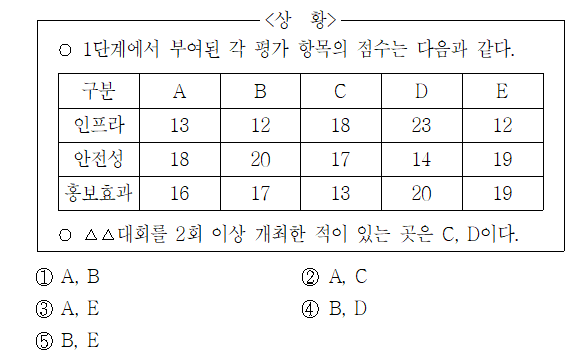 <상 황>
○ 1단계에서 부여된 각 평가 항목의 점수는 다음과 같다.
구분 A B C D E
인프라 13 12 18 23 12
안전성 18 20 17 14 19
홍보효과 16 17 13 20 19
○ △△대회를 2회 이상 개최한 적이 있는 곳은 C, D이다.
① A, B ② A, C
③ A, E ④ B, D
⑤ B, E